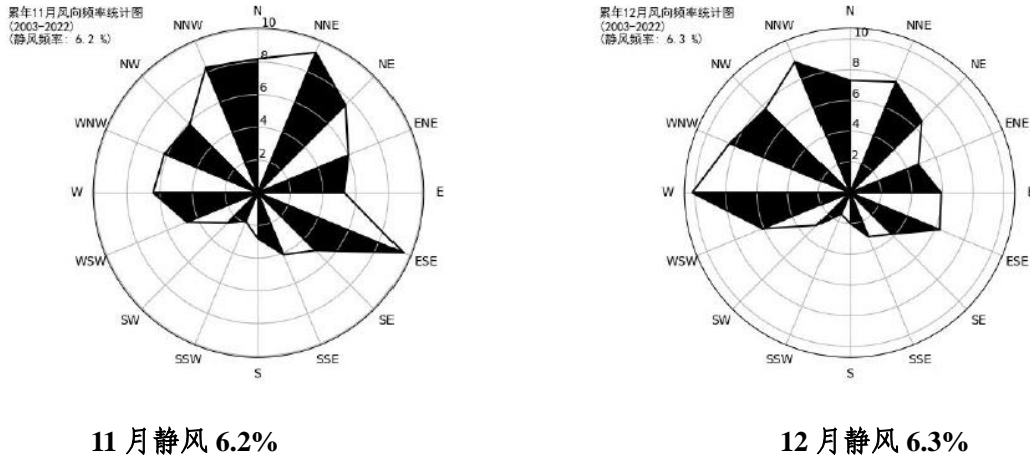 累年11月风向频率统计图
(2003-2022)
(静风频率: 6.2 %)
N
NNE
NE
ENE
E
ESE
SE
SSE
S
SSW
SW
WSW
W
WNW
NW
NNW
10
8
6
4
2
累年12月风向频率统计图
(2003-2022)
(静风频率: 6.3 %)
N
NNE
NE
ENE
ESE
SE
SSE
S
SSW
SW
WSW
W
WNW
NW
NNW
10
8
6
4
2
11 月静风 6.2%
12 月静风 6.3%